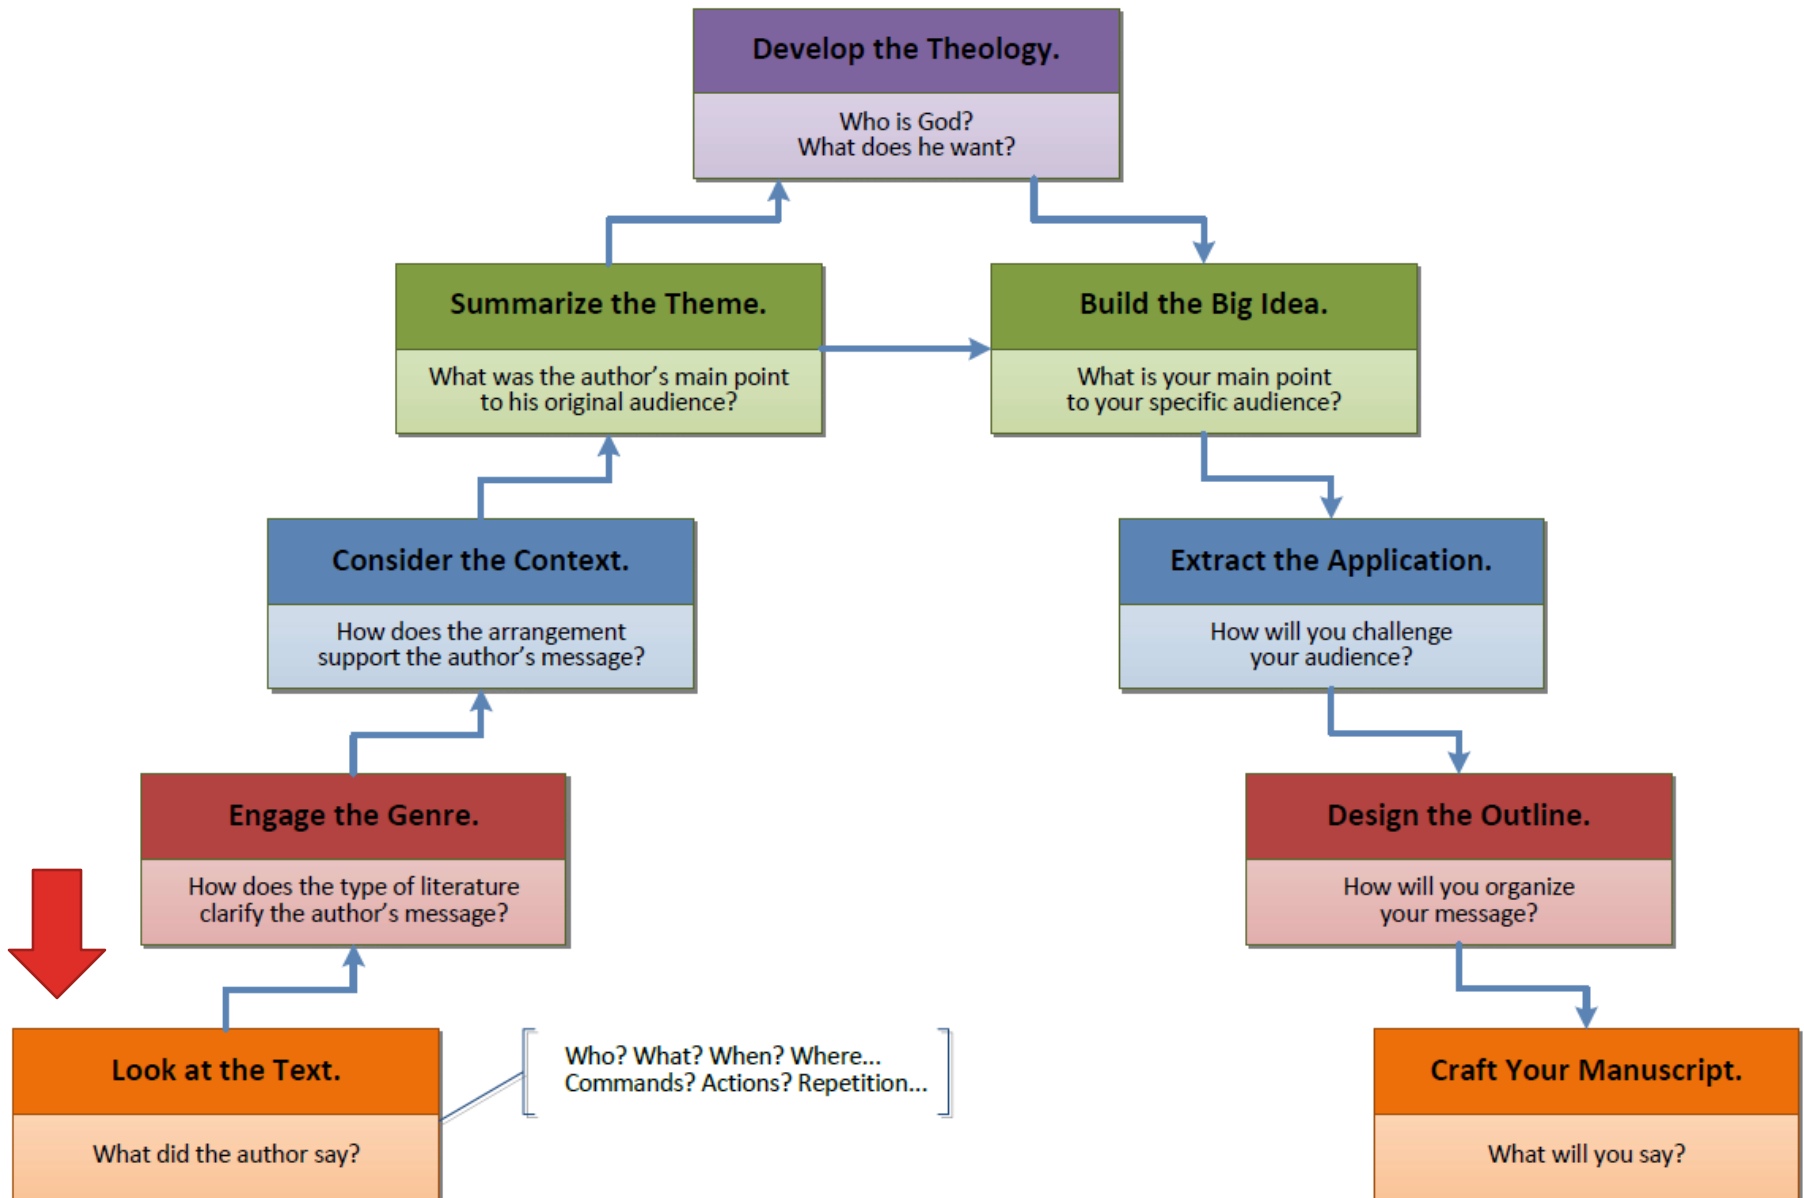 Develop the Theology.
Who is God?
What does he want?
Summarize the Theme.
What was the author’s main point
to his original audience?
Build the Big Idea.
What is your main point
to your specific audience?
Consider the Context.
How does the arrangement
support the author’s message?
Extract the Application.
How will you challenge
your audience?
Engage the Genre.
How does the type of literature
clarify the author’s message?
Design the Outline.
How will you organize
your message?
Look at the Text.
What did the author say?
Who? What? When? Where...
Commands? Actions? Repetition...
Craft Your Manuscript.
What will you say?